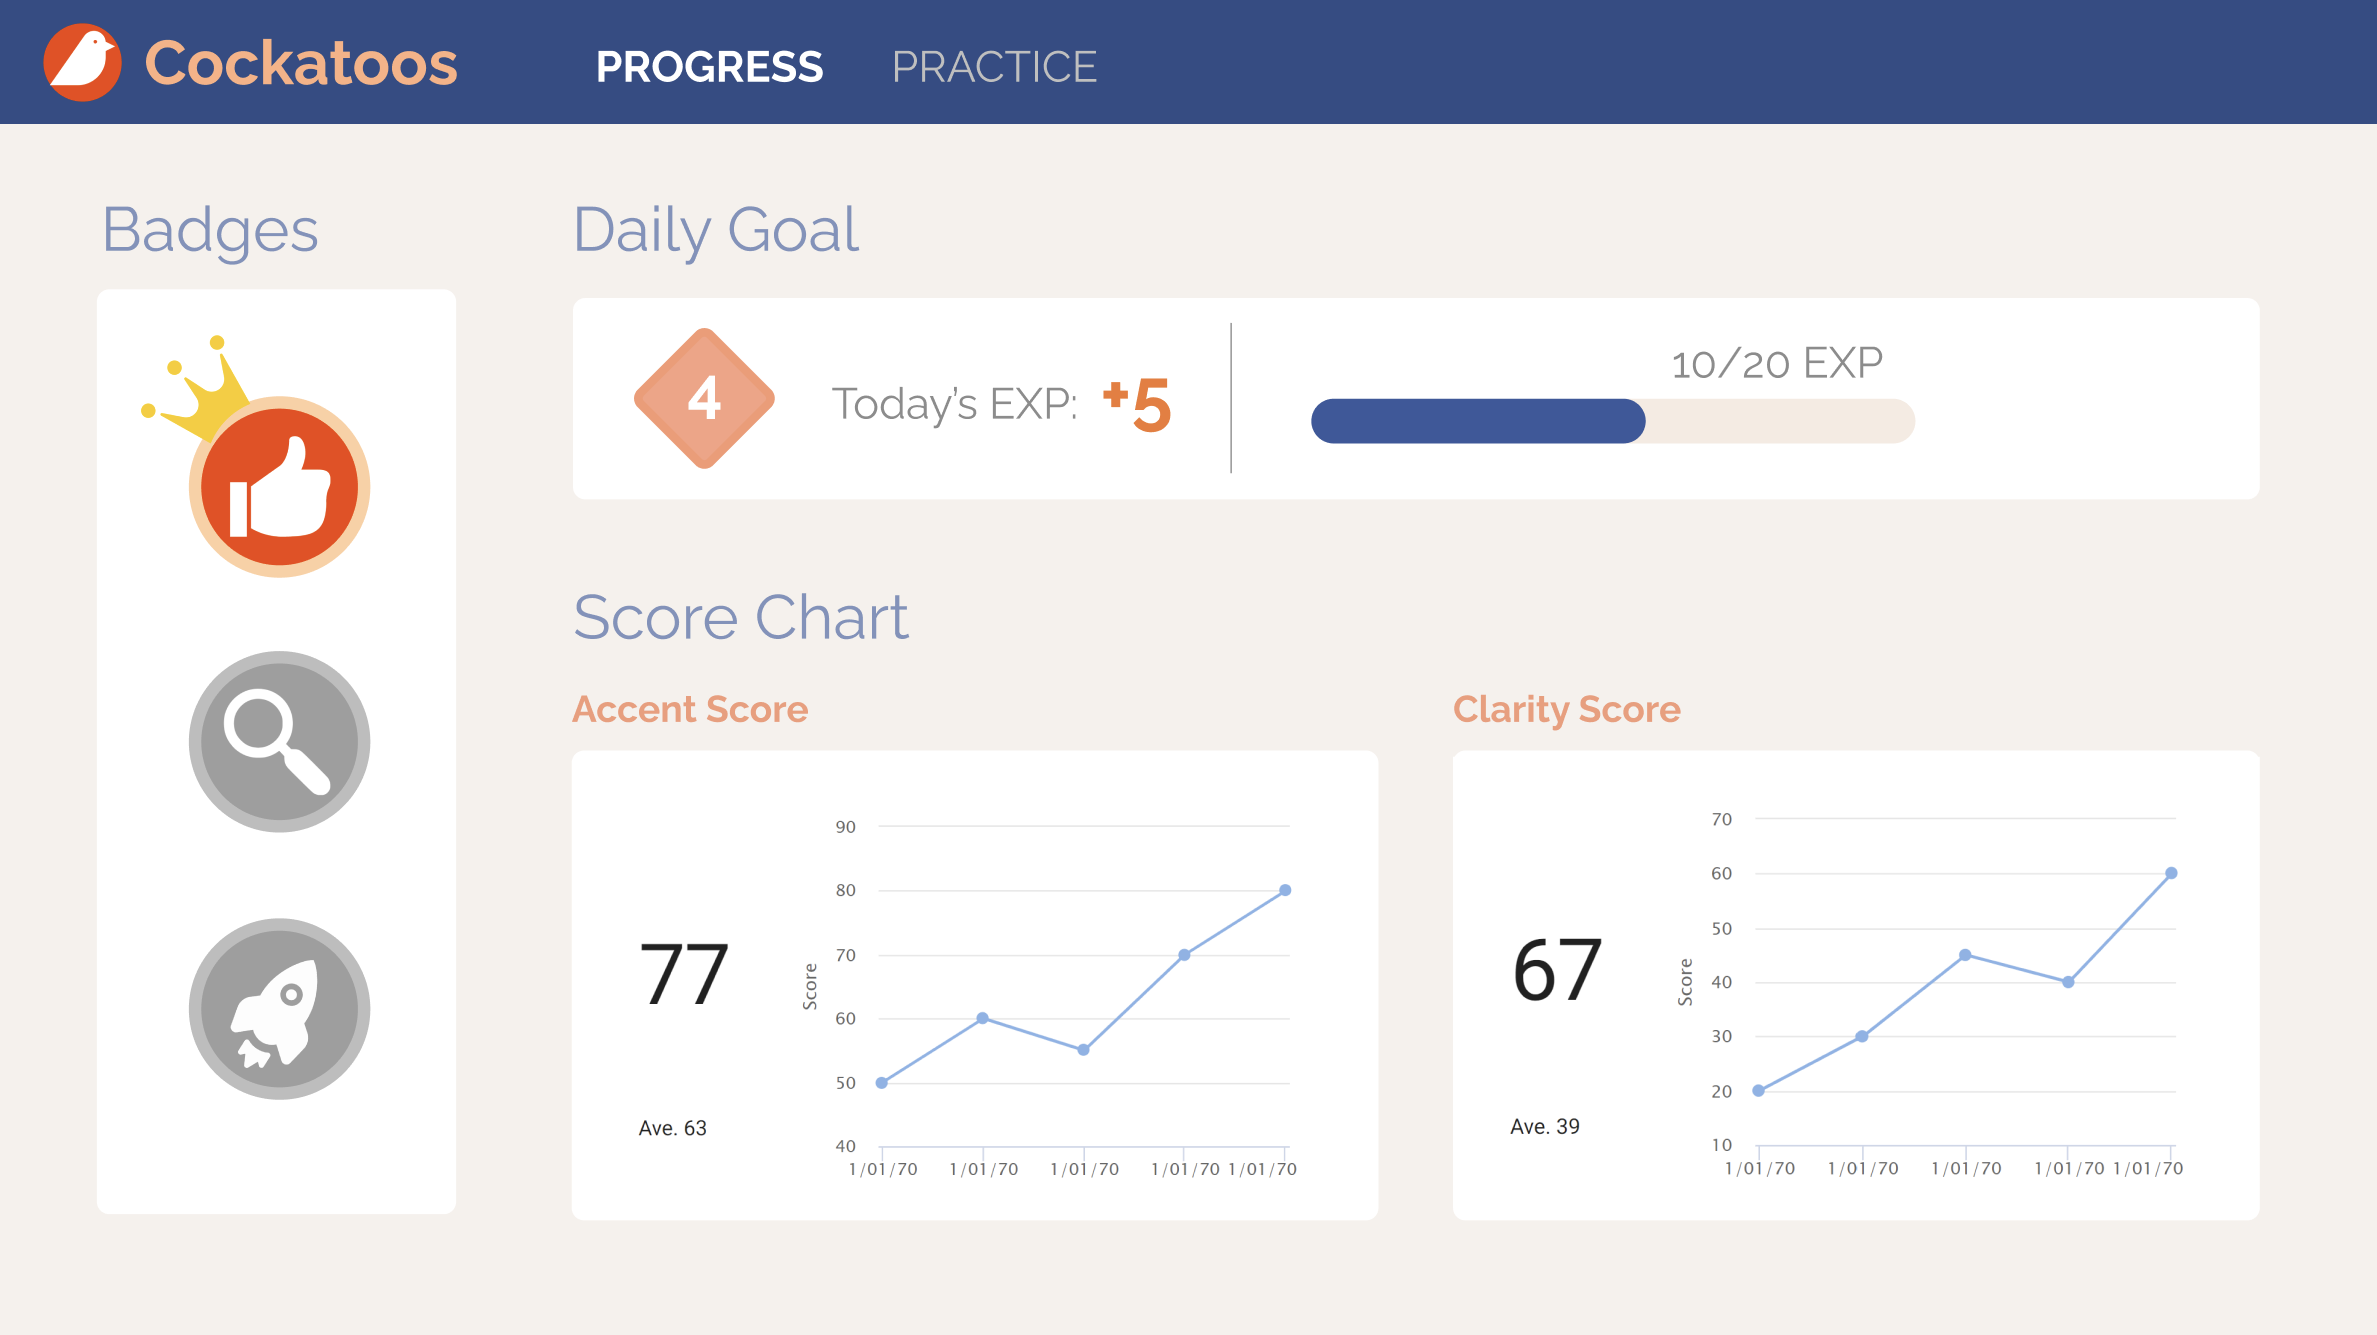 Cockatoos
PROGRESS
PRACTICE
Badges
Daily Goal
4
Today's EXP: +5
10/20 EXP
Score Chart
Accent Score
77
Ave. 63
Score
90
80
70
60
50
40
1/01/70 1/01/70 1/01/70 1/01/70 1/01/70
Clarity Score
67
Ave. 39
Score
70
60
50
40
30
20
10
1/01/70 1/01/70 1/01/70 1/01/70 1/01/70